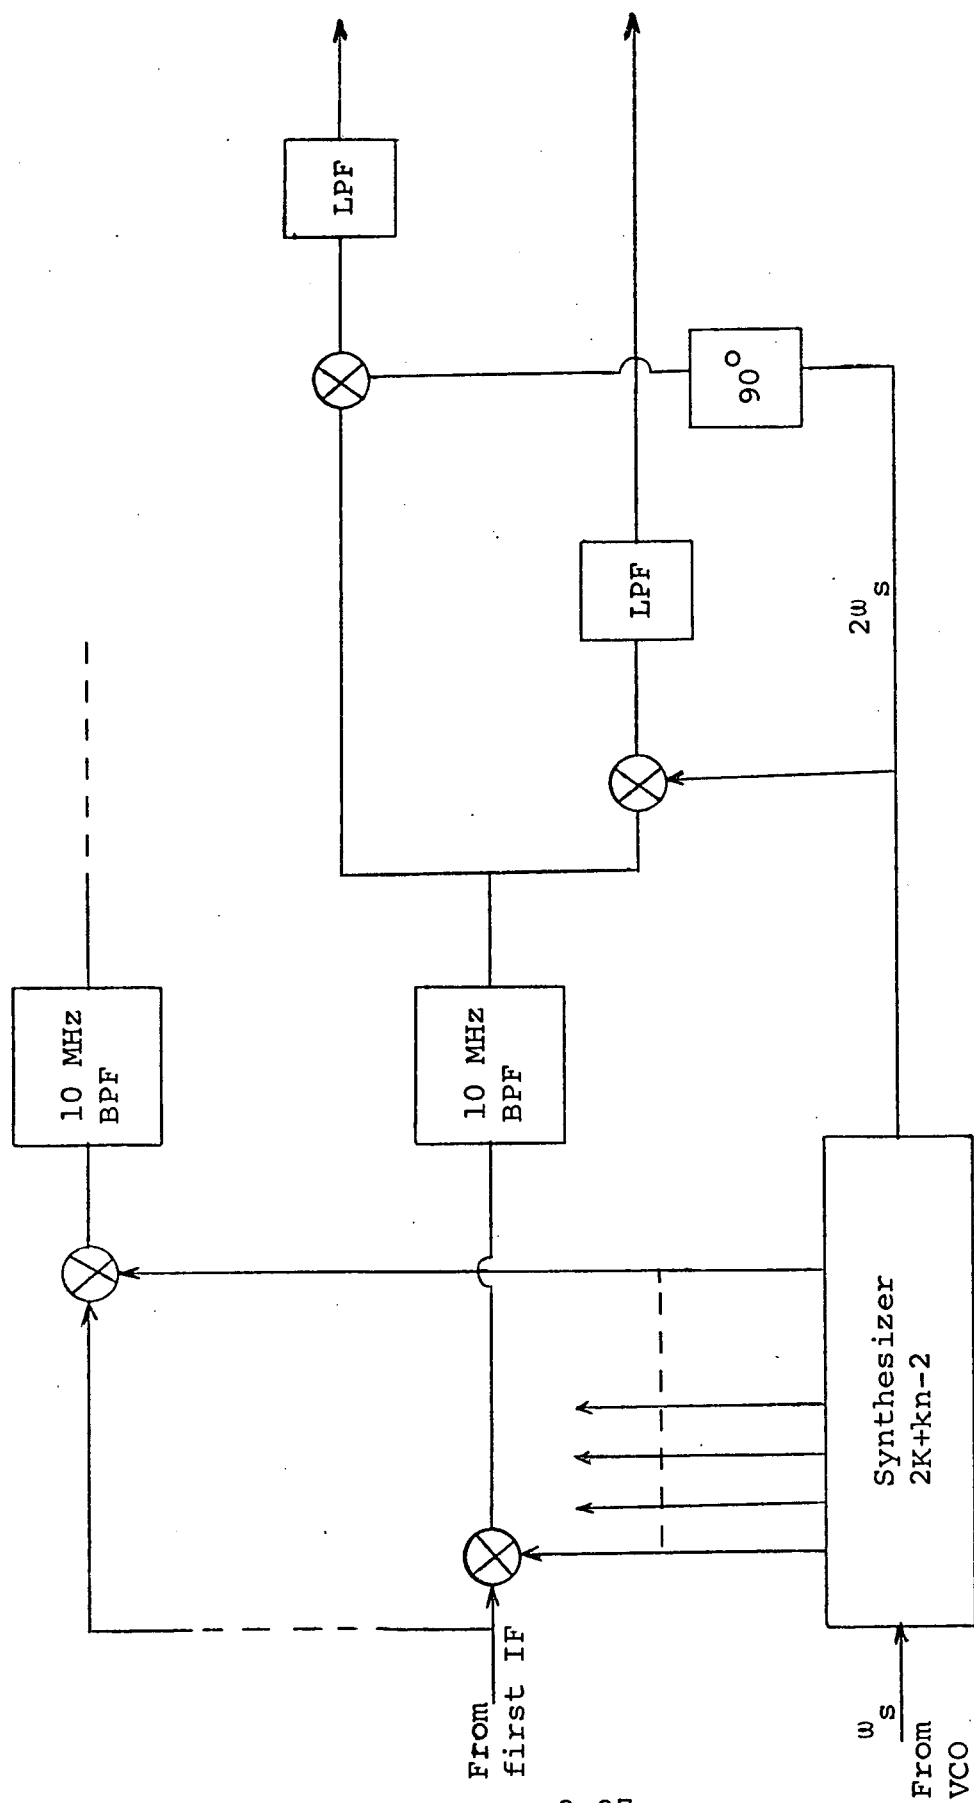 10 MHz
BPF
LPF
From
first IF
10 MHz
BPF
LPF
90°
Synthesizer
2K+kn-2
2ω
s
ω
s
From
VCO